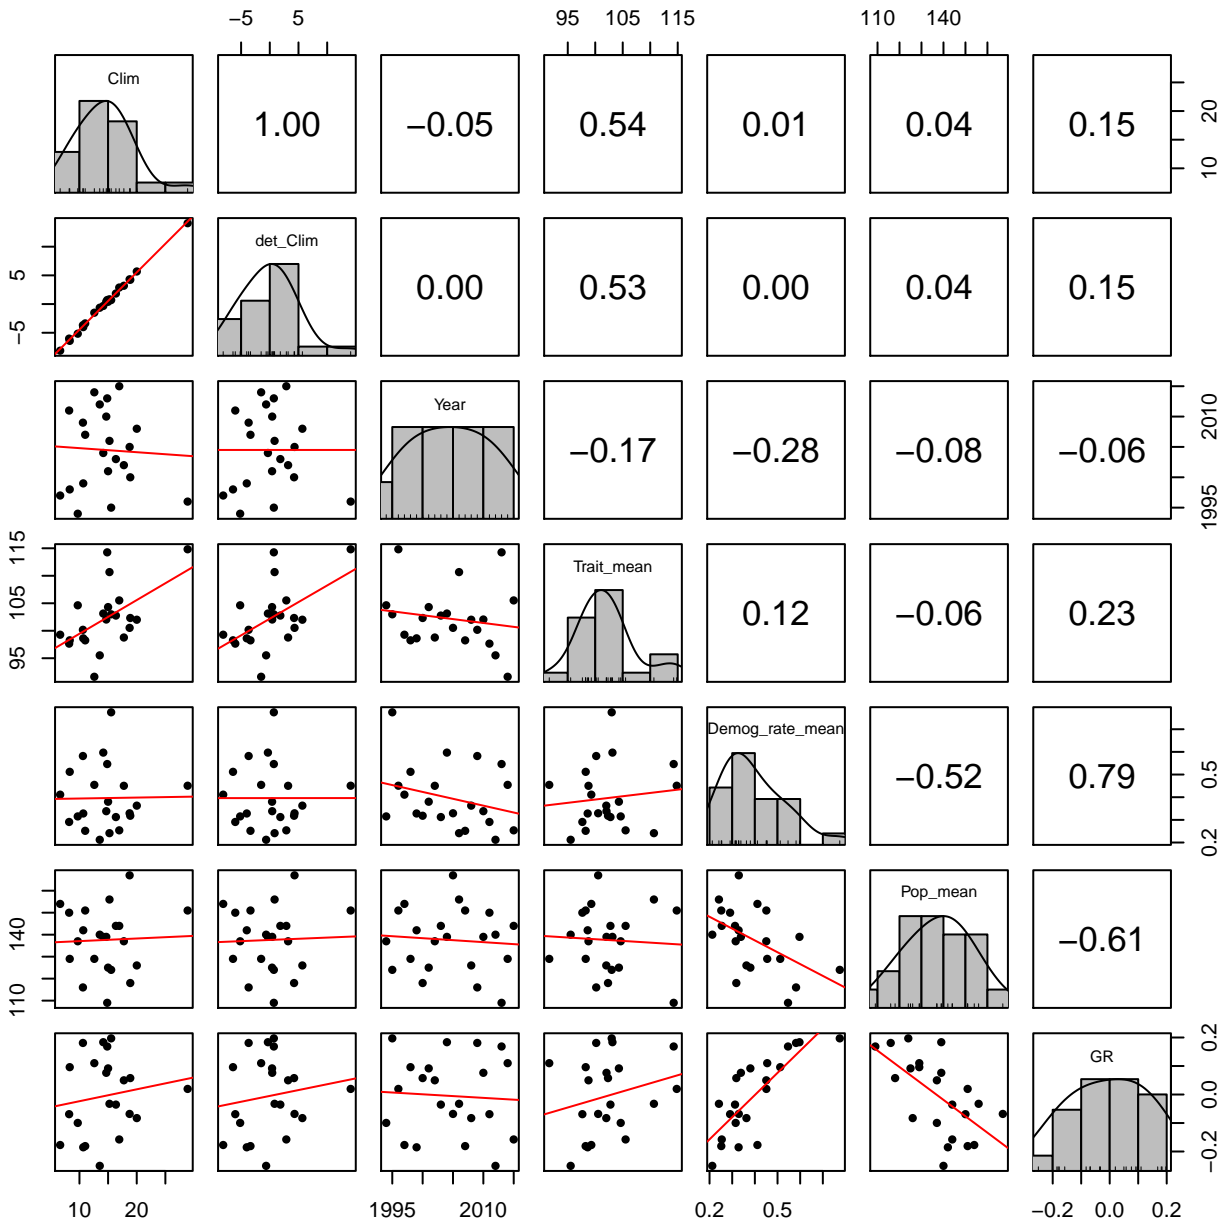 −5 5 95 105 115 110 140
Clim
1.00 −0.05 0.54 0.01 0.04 0.15
10 20
−5 5
det_Clim
0.00 0.53 0.00 0.04 0.15
Year
−0.17 −0.28 −0.08 −0.06
1995 2010
95 105 115
Trait_mean
0.12 −0.06 0.23
Demog_rate_mean
−0.52 0.79
0.2 0.5
110 140
Pop_mean
−0.61
GR
−0.2 0.0 0.2
10 20 1995 2010 0.2 0.5 −0.2 0.0 0.2